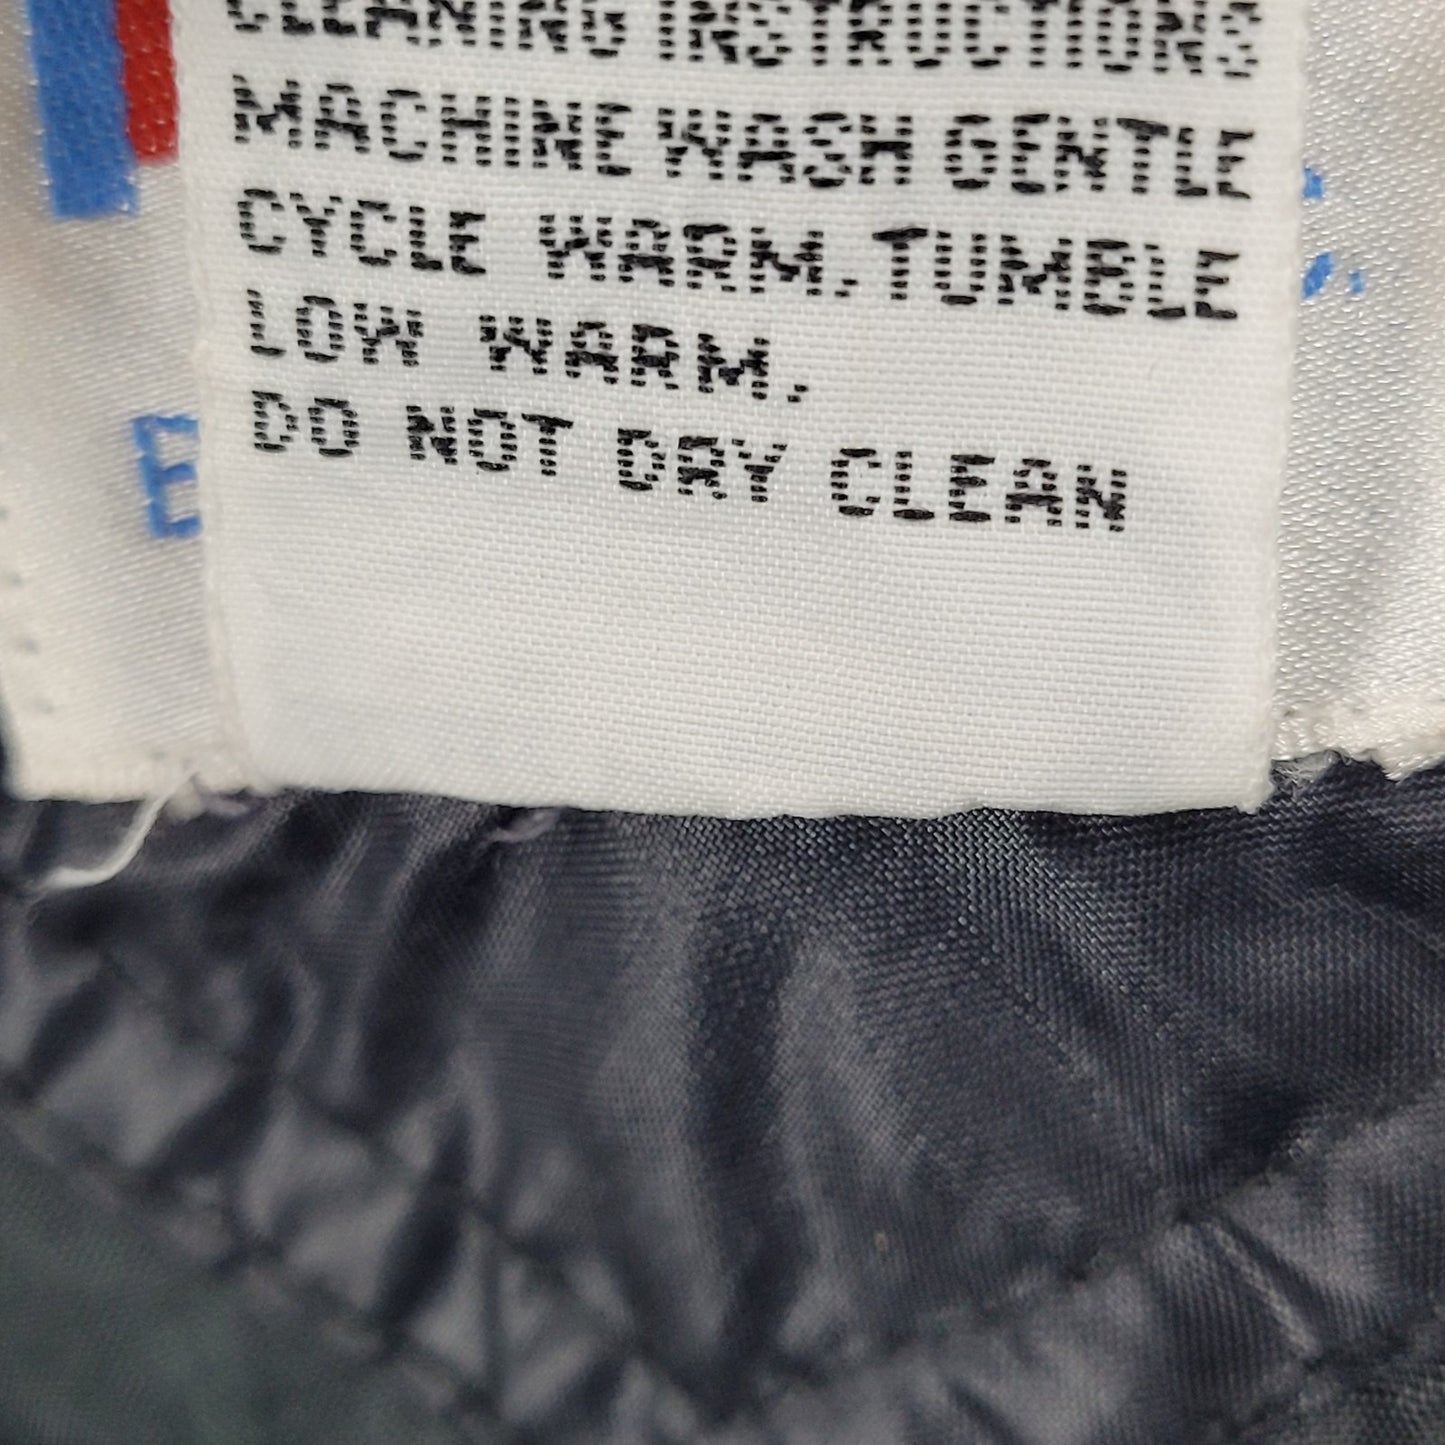 CLEANING INSTRUCTIONS
MACHINE WASH GENTLE
CYCLE WARM, TUMBLE
LOW WARM,
DO NOT DRY CLEAN
E